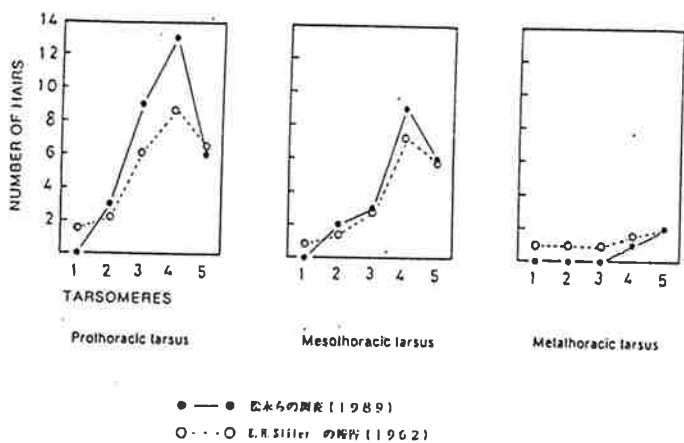 NUMBER OF HAIRS
14
12
10
8
6
4
2
1 2 3 4 5
1 2 3 4 5
1 2 3 4 5
TARSOMERES
Prothoracic tarsus
Mesothoracic tarsus
Metathoracic tarsus
松永らの調査(1989)
E.H.Slifer の報告(1962)